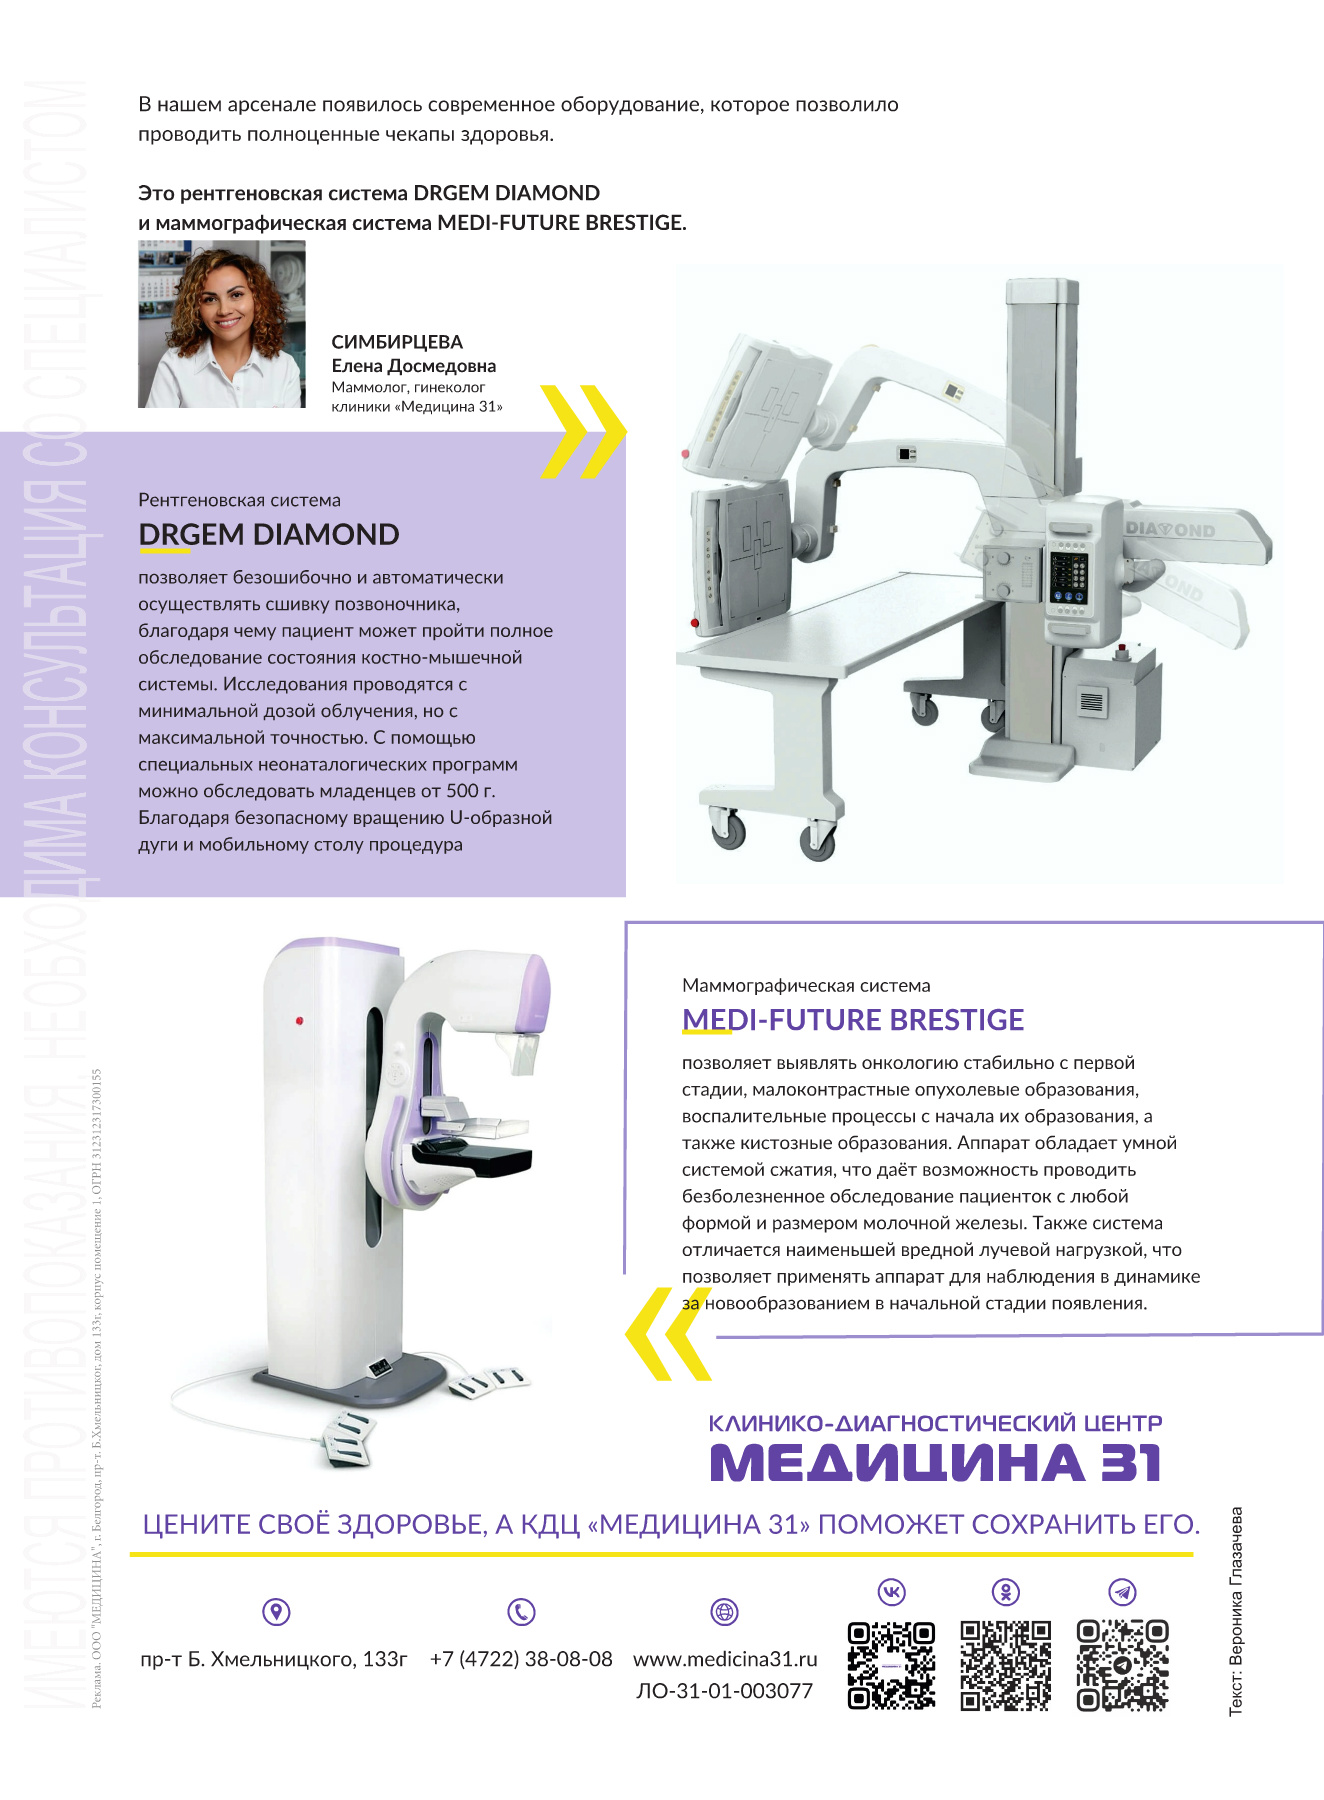 В нашем арсенале появилось современное оборудование, которое позволило
проводить полноценные чекапы здоровья.
Это рентгеновская система DRGEM DIAMOND
и маммографическая система MEDI-FUTURE BRESTIGE.
СИМБИРЦЕВА
Елена Досмедовна
Маммолог, гинеколог
клиники «Медицина 31»
Рентгеновская система
DRGEM DIAMOND
позволяет безошибочно и автоматически
осуществлять сшивку позвоночника,
благодаря чему пациент может пройти полное
обследование состояния костно-мышечной
системы. Исследования проводятся с
минимальной дозой облучения, но с
максимальной точностью. С помощью
специальных неонаталогических программ
можно обследовать младенцев от 500 г.
Благодаря безопасному вращению U-образной
дуги и мобильному столу процедура
DIAMOND
Маммографическая система
MEDI-FUTURE BRESTIGE
позволяет выявлять онкологию стабильно с первой
стадии, малоконтрастные опухолевые образования,
воспалительные процессы с начала их образования, а
также кистозные образования. Аппарат обладает умной
системой сжатия, что даёт возможность проводить
безболезненное обследование пациенток с любой
формой и размером молочной железы. Также система
отличается наименьшей вредной лучевой нагрузкой, что
позволяет применять аппарат для наблюдения в динамике
за новообразованием в начальной стадии появления.
КЛИНИКО-ДИАГНОСТИЧЕСКИЙ ЦЕНТР
МЕДИЦИНА 31
ЦЕНИТЕ СВОЁ ЗДОРОВЬЕ, А КДЦ «МЕДИЦИНА 31» ПОМОЖЕТ СОХРАНИТЬ ЕГО.
пр-т Б. Хмельницкого, 133г
+7 (4722) 38-08-08
www.medicina31.ru
ЛО-31-01-003077
Текст: Вероника Глазачева
ИМЕЮТСЯ ПРОТИВОПОКАЗАНИЯ. НЕОБХОДИМА КОНСУЛЬТАЦИЯ СО СПЕЦИАЛИСТОМ
Реклама. ООО "МЕДИЦИНА", г. Белгород, пр-т. Б.Хмельницког, дом 133г, корпус помещение 1, ОГРН 312312317300155